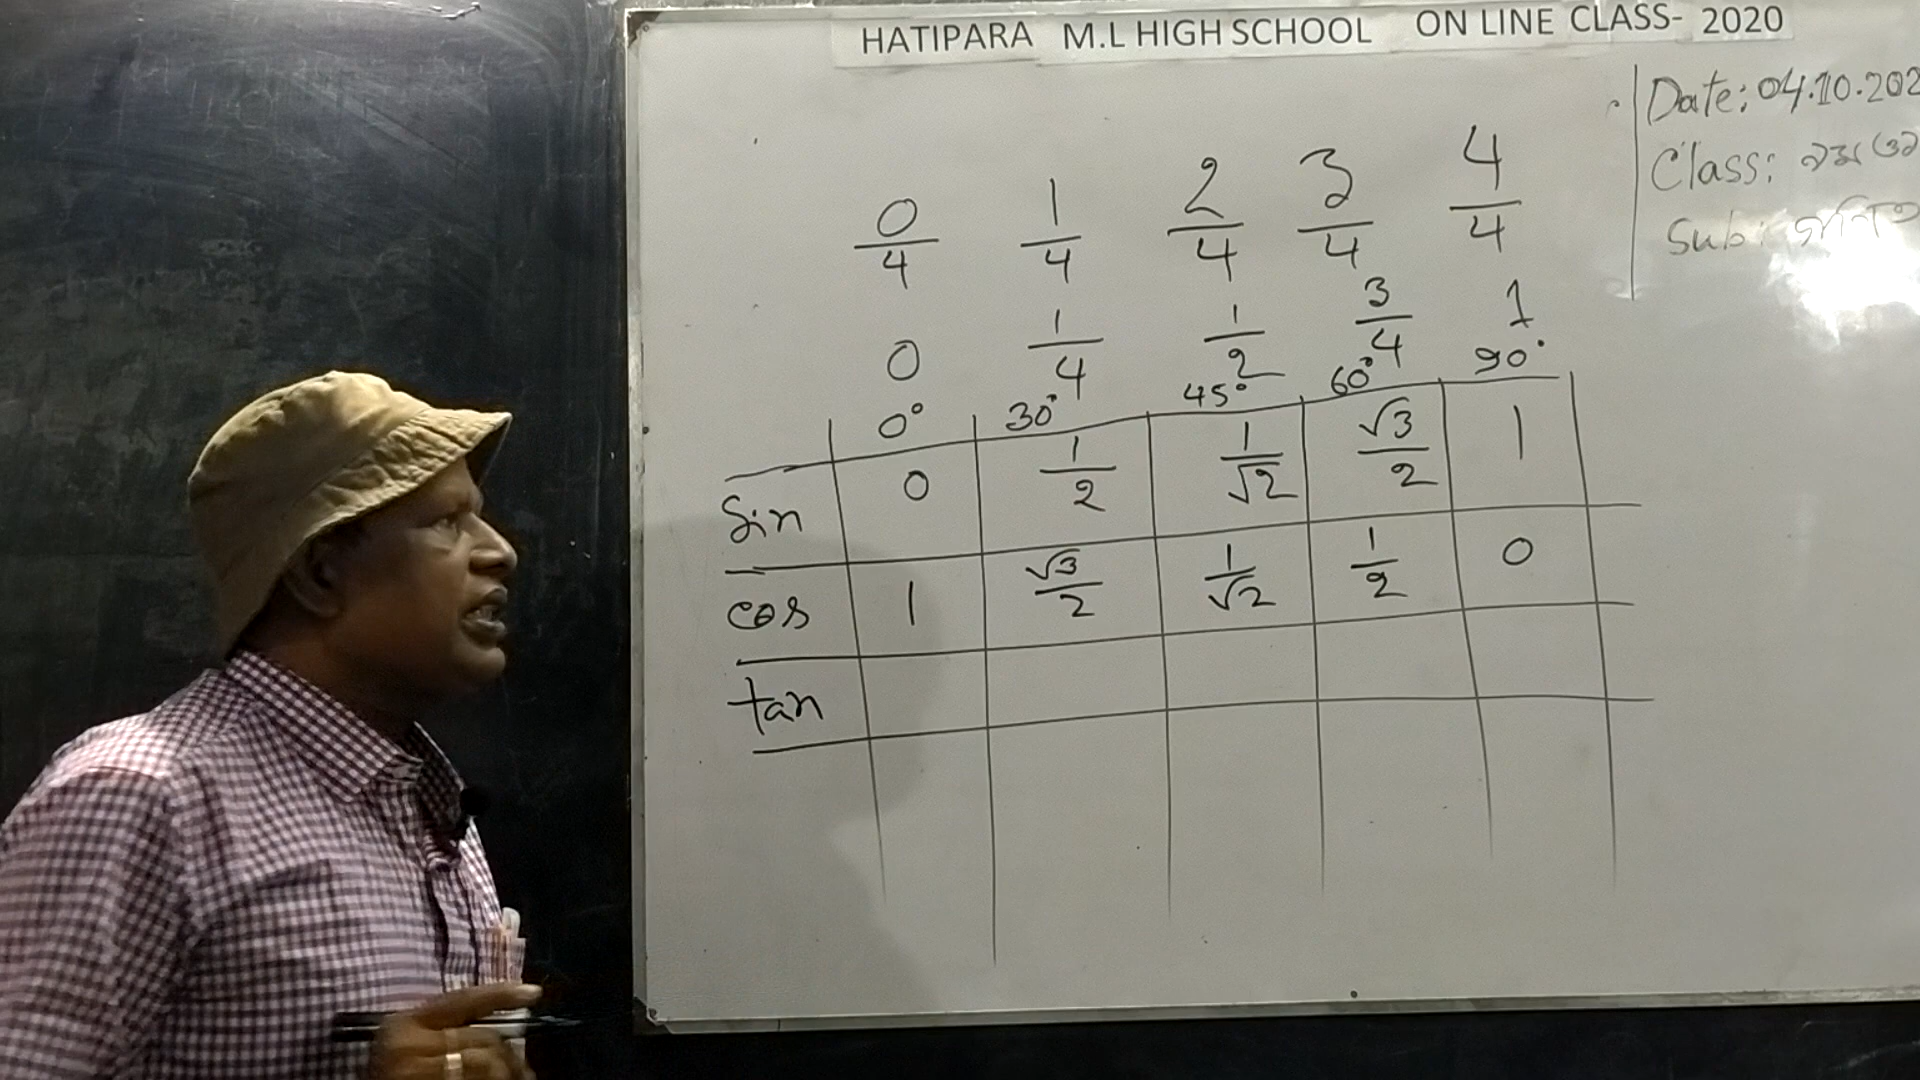 HATIPARA M.L HIGH SCHOOL ON LINE CLASS- 2020
Date: 04.10.202
Class: ৯ম
Sub:
0/4 1/4 2/4 3/4 4/4
0 1/4 1/2 3/4 1
0° 30° 45° 60° 90°
Sin 0 1/2 1/√2 √3/2 1
cos 1 √3/2 1/√2 1/2 0
tan